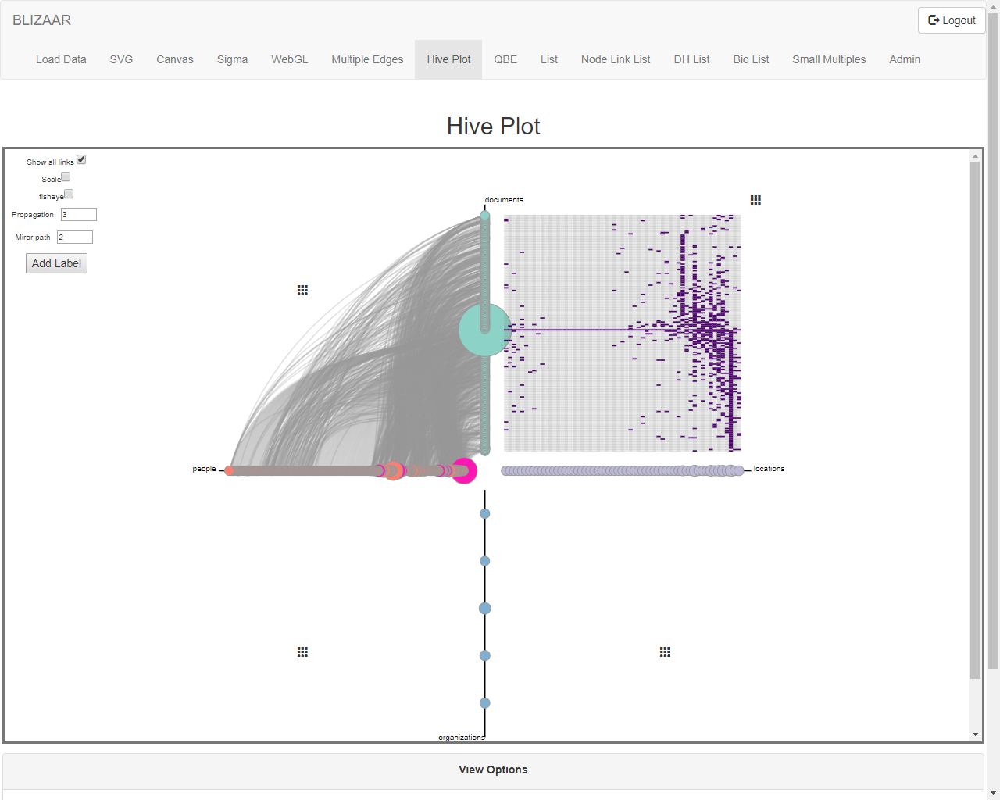 BLIZAAR
Logout
Load Data SVG Canvas Sigma WebGL Multiple Edges Hive Plot QBE List Node Link List DH List Bio List Small Multiples Admin
Hive Plot
Show all links
Scale
fisheye
Propagation 3
Miror path 2
Add Label
documents
people
locations
organizations
View Options